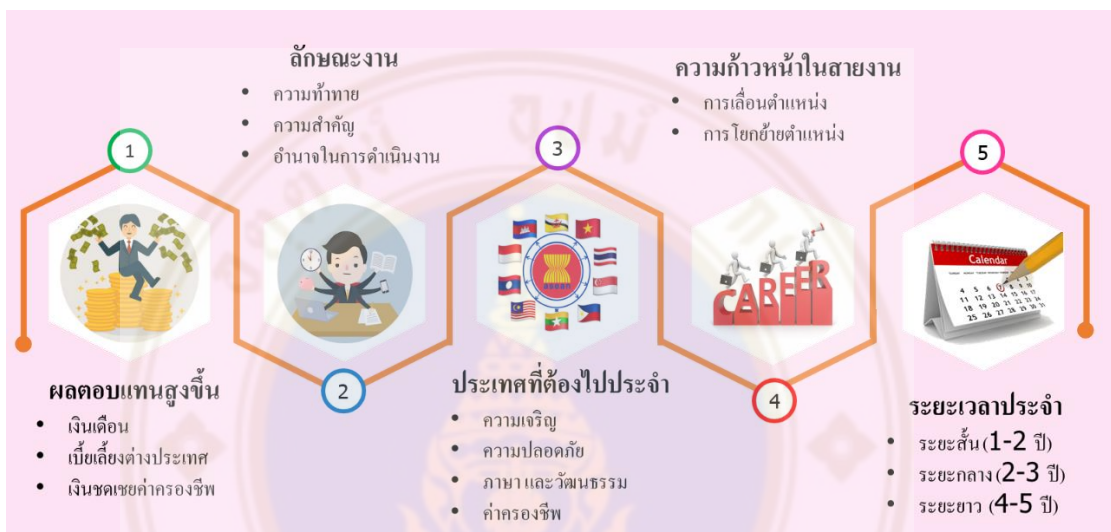 ลักษณะงาน
• ความท้าทาย
• ความสำคัญ
• อำนาจในการดำเนินงาน
ความก้าวหน้าในสายงาน
• การเลื่อนตำแหน่ง
• การโยกย้ายตำแหน่ง
1
3
5
CAREER
Calendar
2
4
ผลตอบแทนสูงขึ้น
• เงินเดือน
• เบี้ยเลี้ยงต่างประเทศ
• เงินชดเชยค่าครองชีพ
ประเทศที่ต้องไปประจำ
• ความเจริญ
• ความปลอดภัย
• ภาษา และวัฒนธรรม
• ค่าครองชีพ
ระยะเวลาประจำ
• ระยะสั้น (1-2 ปี)
• ระยะกลาง (2-3 ปี)
• ระยะยาว (4-5 ปี)